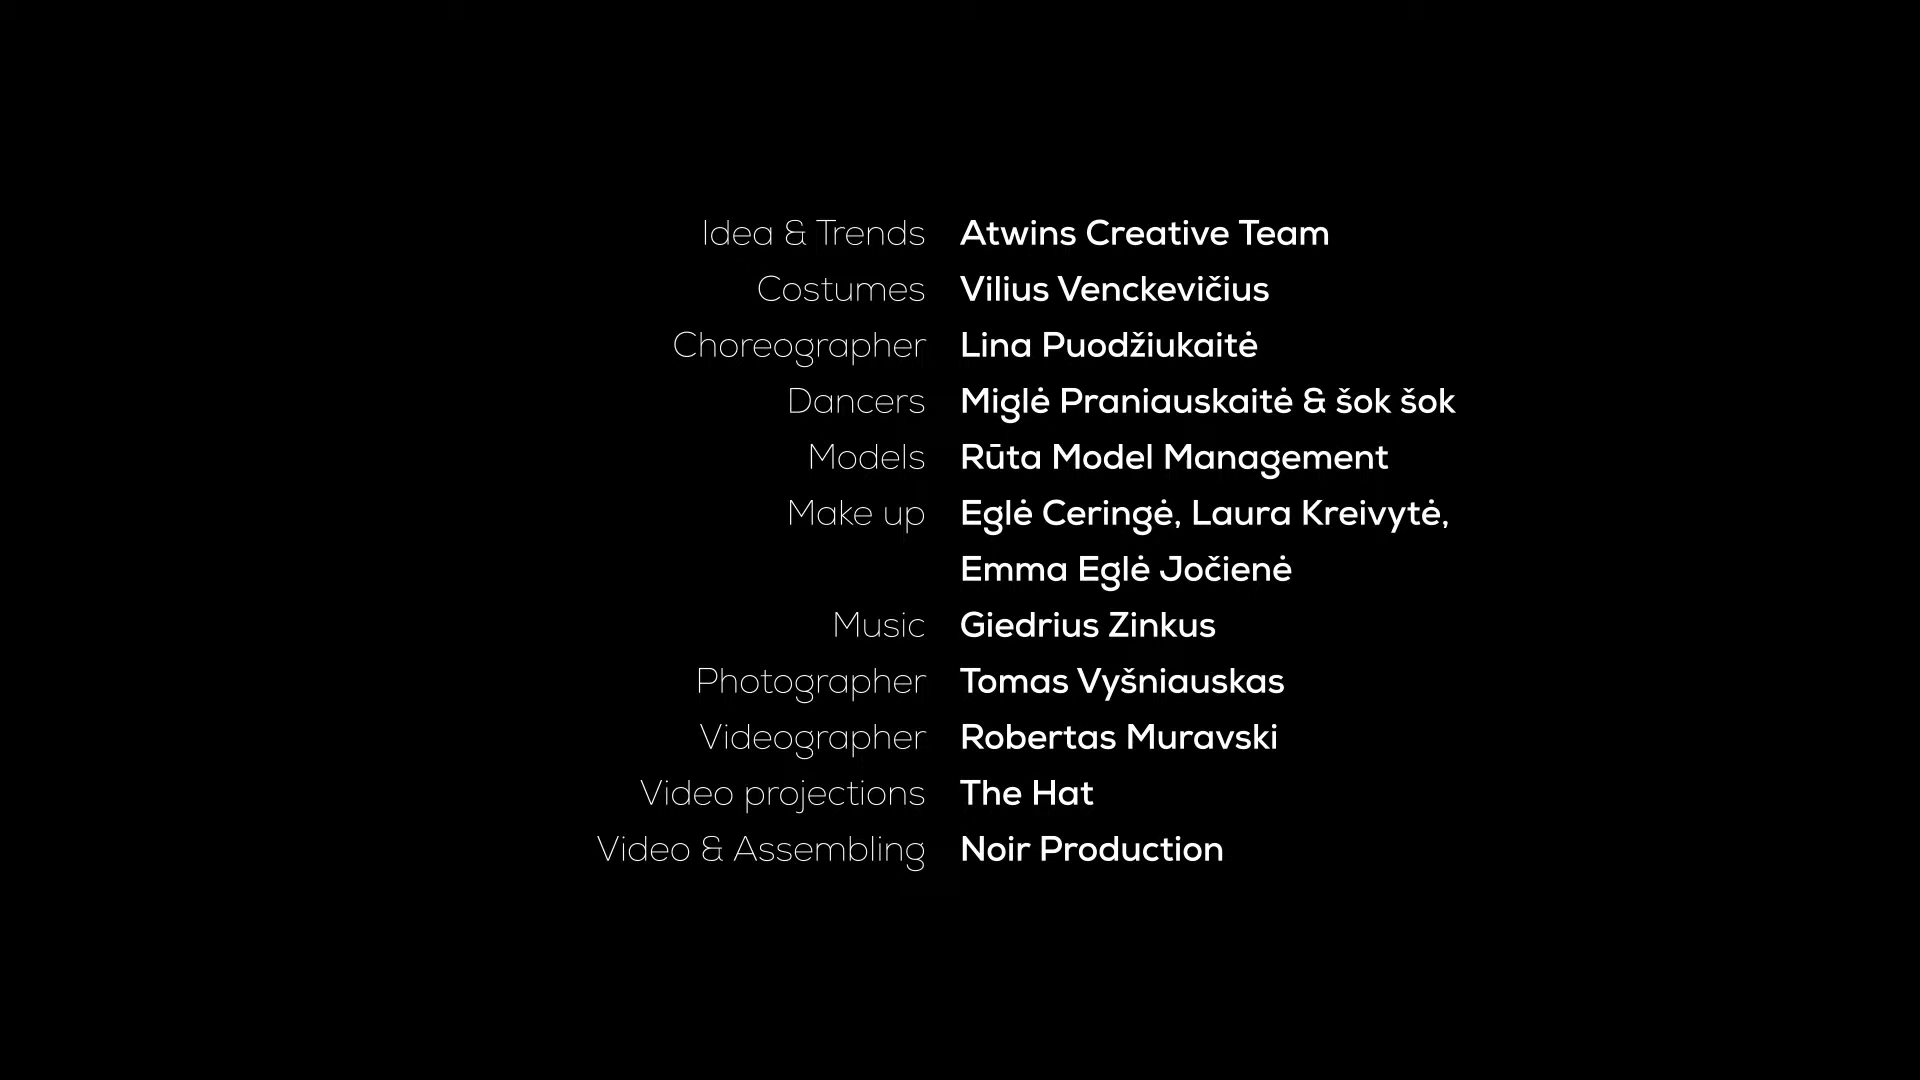 Idea & Trends Atwins Creative Team
Costumes Vilius Venckevičius
Choreographer Lina Puodžiukaitė
Dancers Miglė Praniauskaitė & šok šok
Models Rūta Model Management
Make up Eglė Ceringė, Laura Kreivytė,
Emma Eglė Jočienė
Music Giedrius Zinkus
Photographer Tomas Vyšniauskas
Videographer Robertas Muravski
Video projections The Hat
Video & Assembling Noir Production